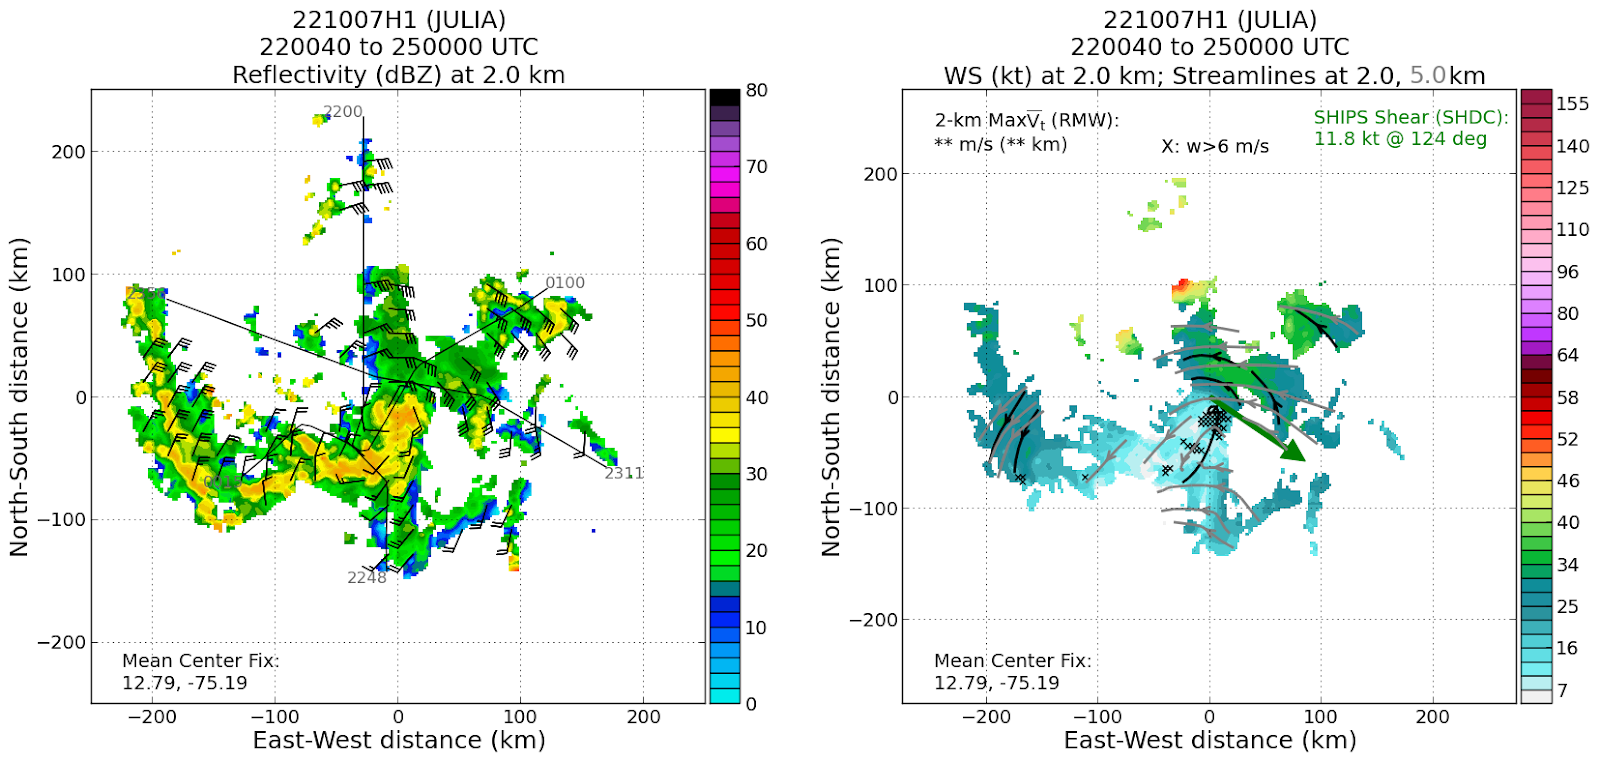 221007H1 (JULIA)
220040 to 250000 UTC
Reflectivity (dBZ) at 2.0 km
North-South distance (km)
200
100
0
−100
−200
2200
0100
2311
2248
Mean Center Fix:
12.79, -75.19
−200
−100
0
100
200
East-West distance (km)
80
70
60
50
40
30
20
10
0
221007H1 (JULIA)
220040 to 250000 UTC
WS (kt) at 2.0 km; Streamlines at 2.0, 5.0km
North-South distance (km)
200
100
0
−100
−200
2-km MaxV̅t (RMW):
** m/s (** km)
X: w>6 m/s
SHIPS Shear (SHDC):
11.8 kt @ 124 deg
Mean Center Fix:
12.79, -75.19
−200
−100
0
100
200
East-West distance (km)
155
140
125
110
96
80
64
58
52
46
40
34
25
16
7